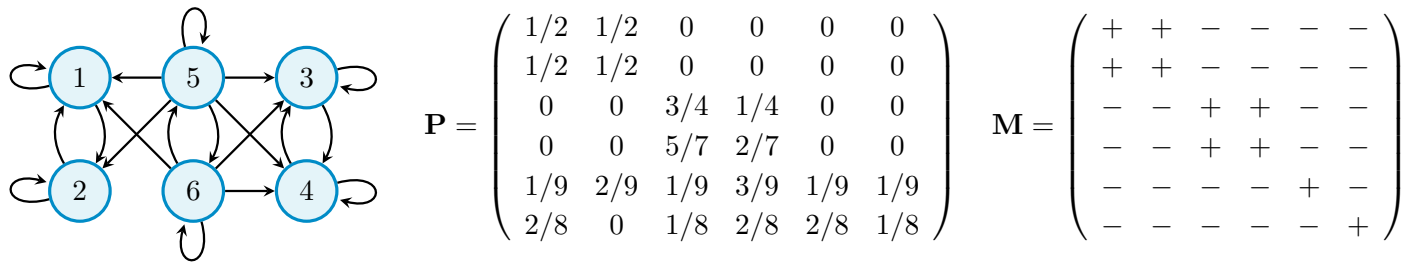 1 5 3
2 6 4
P =
1/2 1/2 0 0 0 0
1/2 1/2 0 0 0 0
0 0 3/4 1/4 0 0
0 0 5/7 2/7 0 0
1/9 2/9 1/9 3/9 1/9 1/9
2/8 0 1/8 2/8 2/8 1/8
M =
+ + − − − −
+ + − − − −
− − + + − −
− − + + − −
− − − − + −
− − − − − +